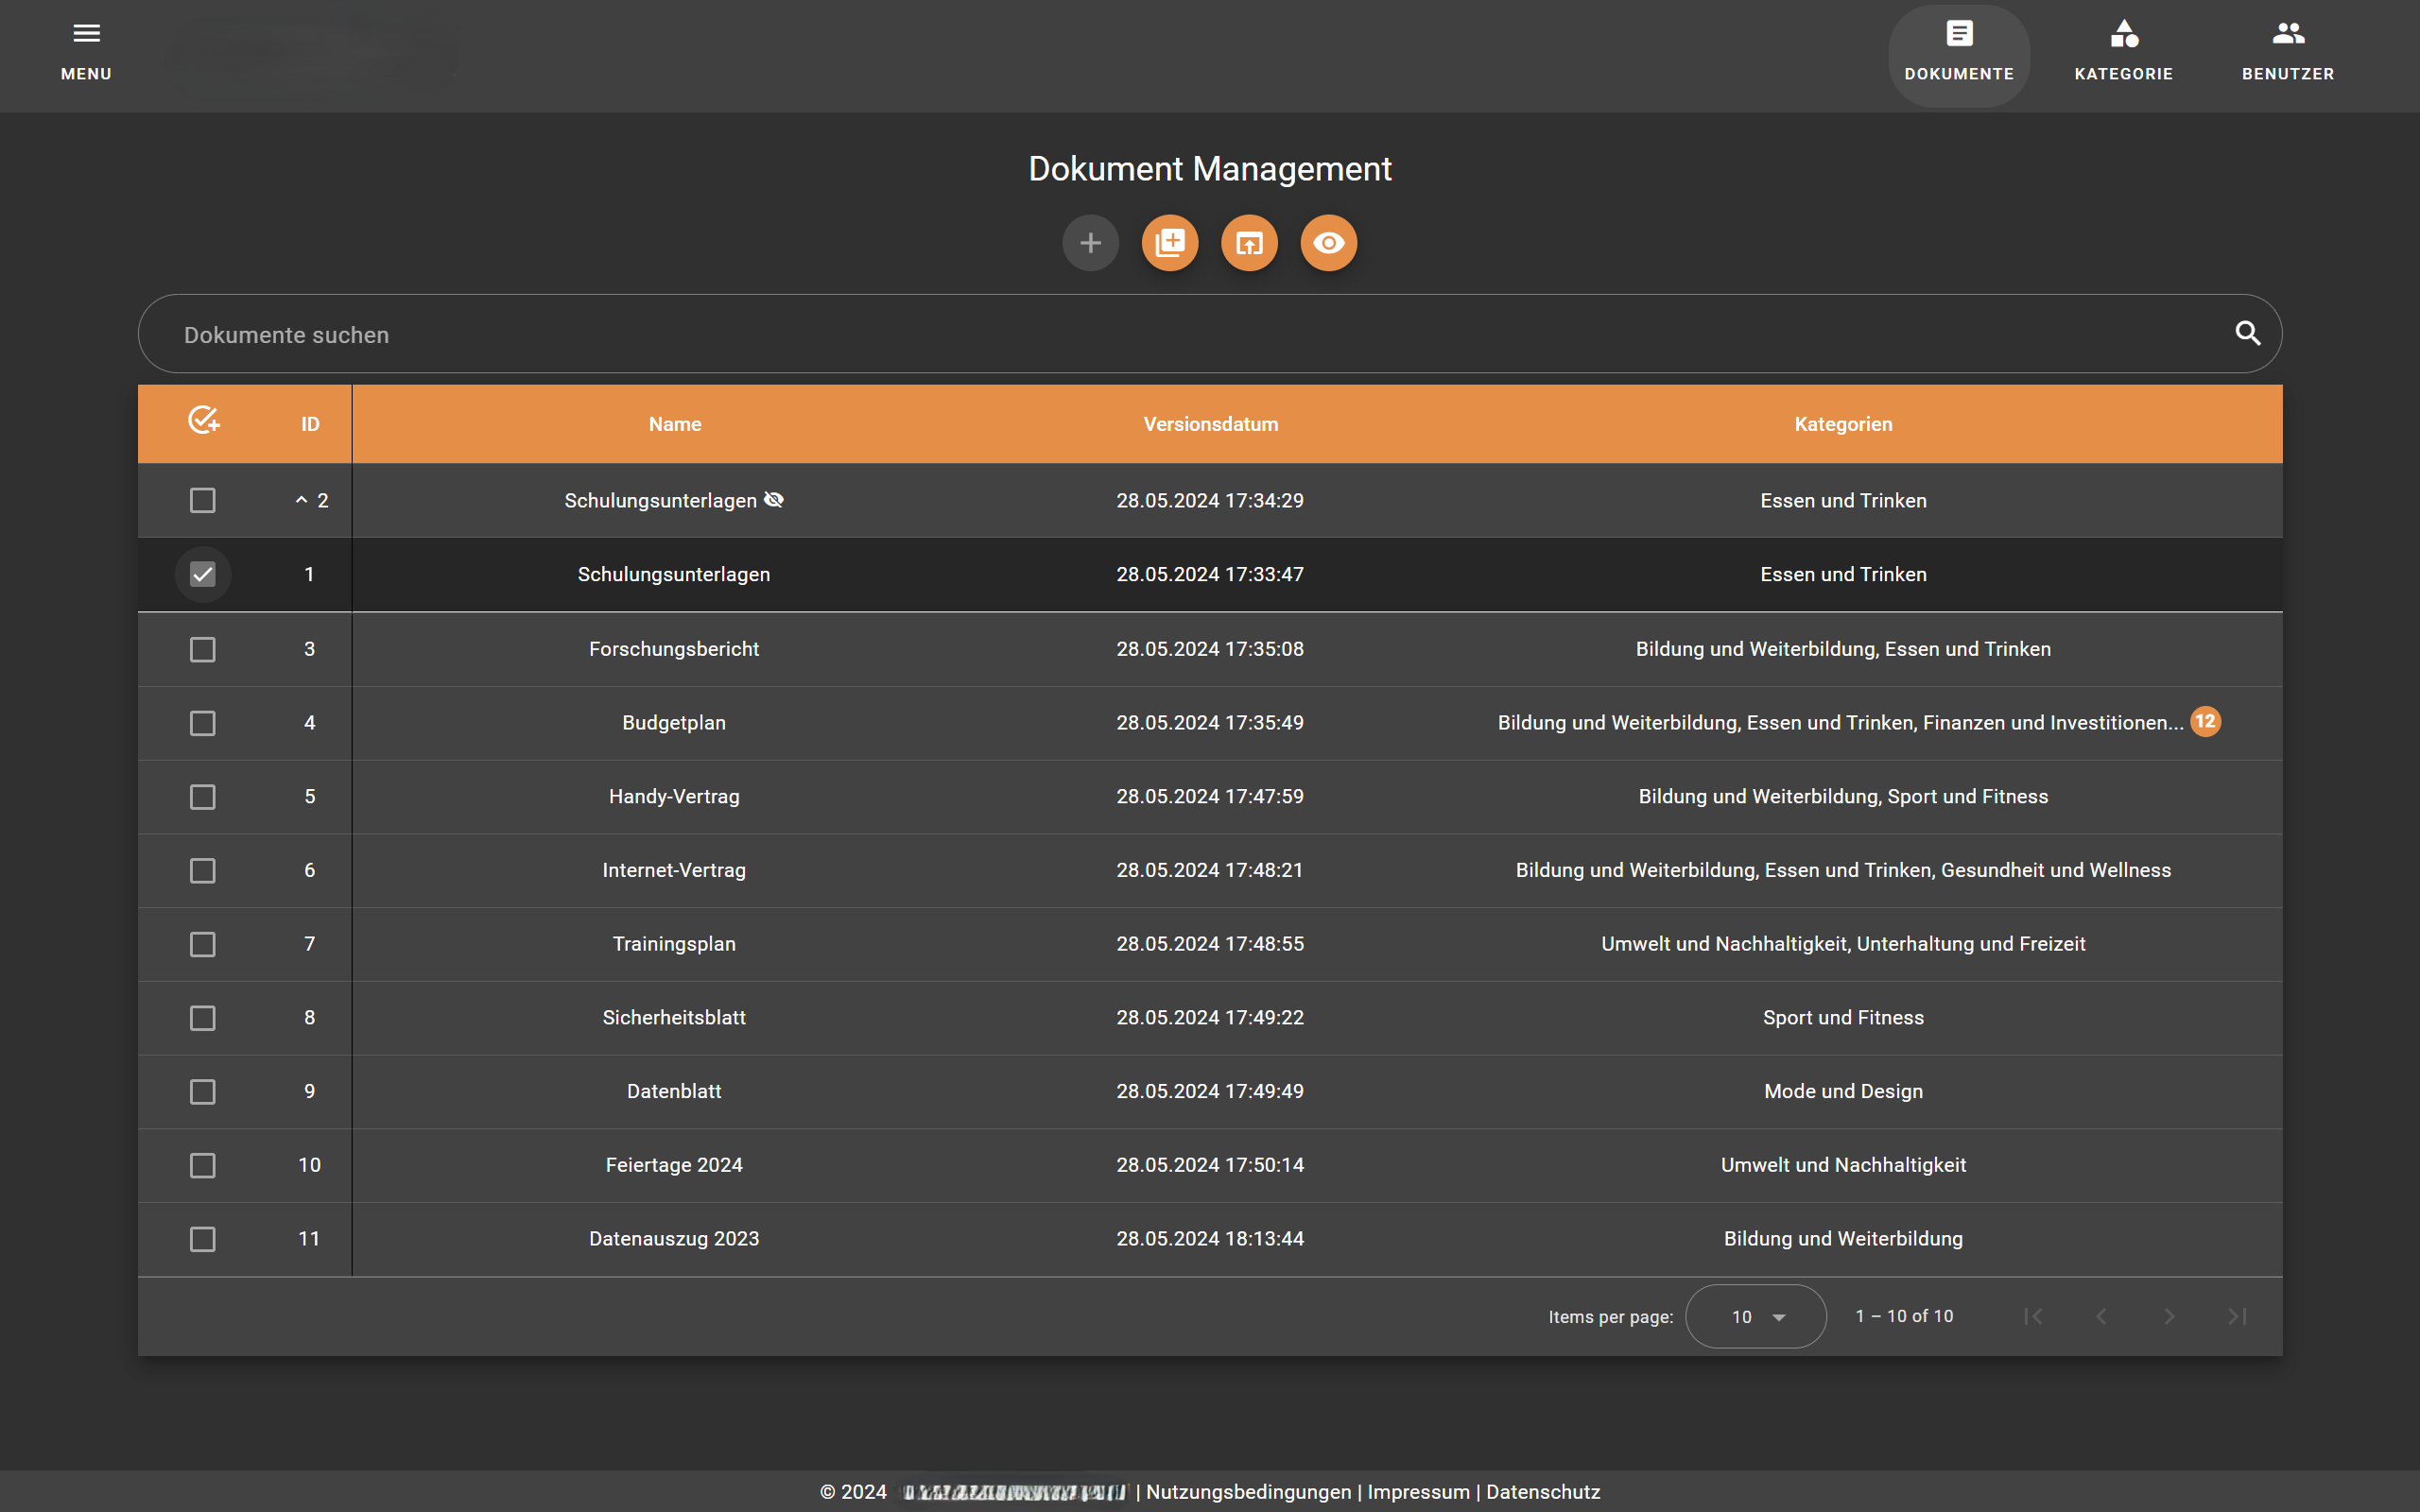 MENU
DOKUMENTE
KATEGORIE
BENUTZER
Dokument Management
Dokumente suchen
ID Name Versionsdatum Kategorien
2 Schulungsunterlagen 28.05.2024 17:34:29 Essen und Trinken
1 Schulungsunterlagen 28.05.2024 17:33:47 Essen und Trinken
3 Forschungsbericht 28.05.2024 17:35:08 Bildung und Weiterbildung, Essen und Trinken
4 Budgetplan 28.05.2024 17:35:49 Bildung und Weiterbildung, Essen und Trinken, Finanzen und Investitionen... 12
5 Handy-Vertrag 28.05.2024 17:47:59 Bildung und Weiterbildung, Sport und Fitness
6 Internet-Vertrag 28.05.2024 17:48:21 Bildung und Weiterbildung, Essen und Trinken, Gesundheit und Wellness
7 Trainingsplan 28.05.2024 17:48:55 Umwelt und Nachhaltigkeit, Unterhaltung und Freizeit
8 Sicherheitsblatt 28.05.2024 17:49:22 Sport und Fitness
9 Datenblatt 28.05.2024 17:49:49 Mode und Design
10 Feiertage 2024 28.05.2024 17:50:14 Umwelt und Nachhaltigkeit
11 Datenauszug 2023 28.05.2024 18:13:44 Bildung und Weiterbildung
Items per page: 10 1 – 10 of 10
© 2024 | Nutzungsbedingungen | Impressum | Datenschutz